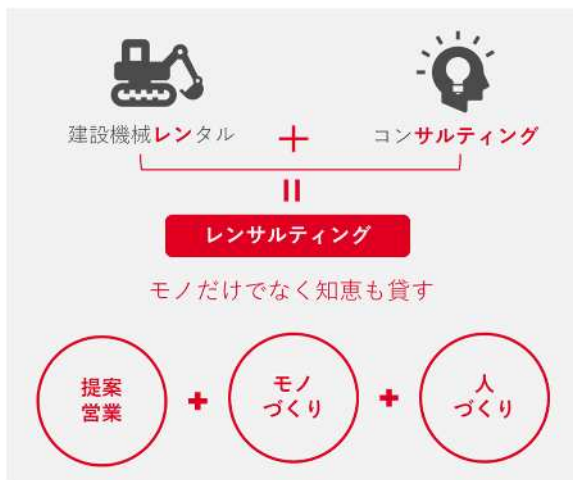 建設機械レンタル + コンサルティング
=
レンサルティング
モノだけでなく知恵も貸す
提案
営業
+
モノ
づくり
+
人
づくり